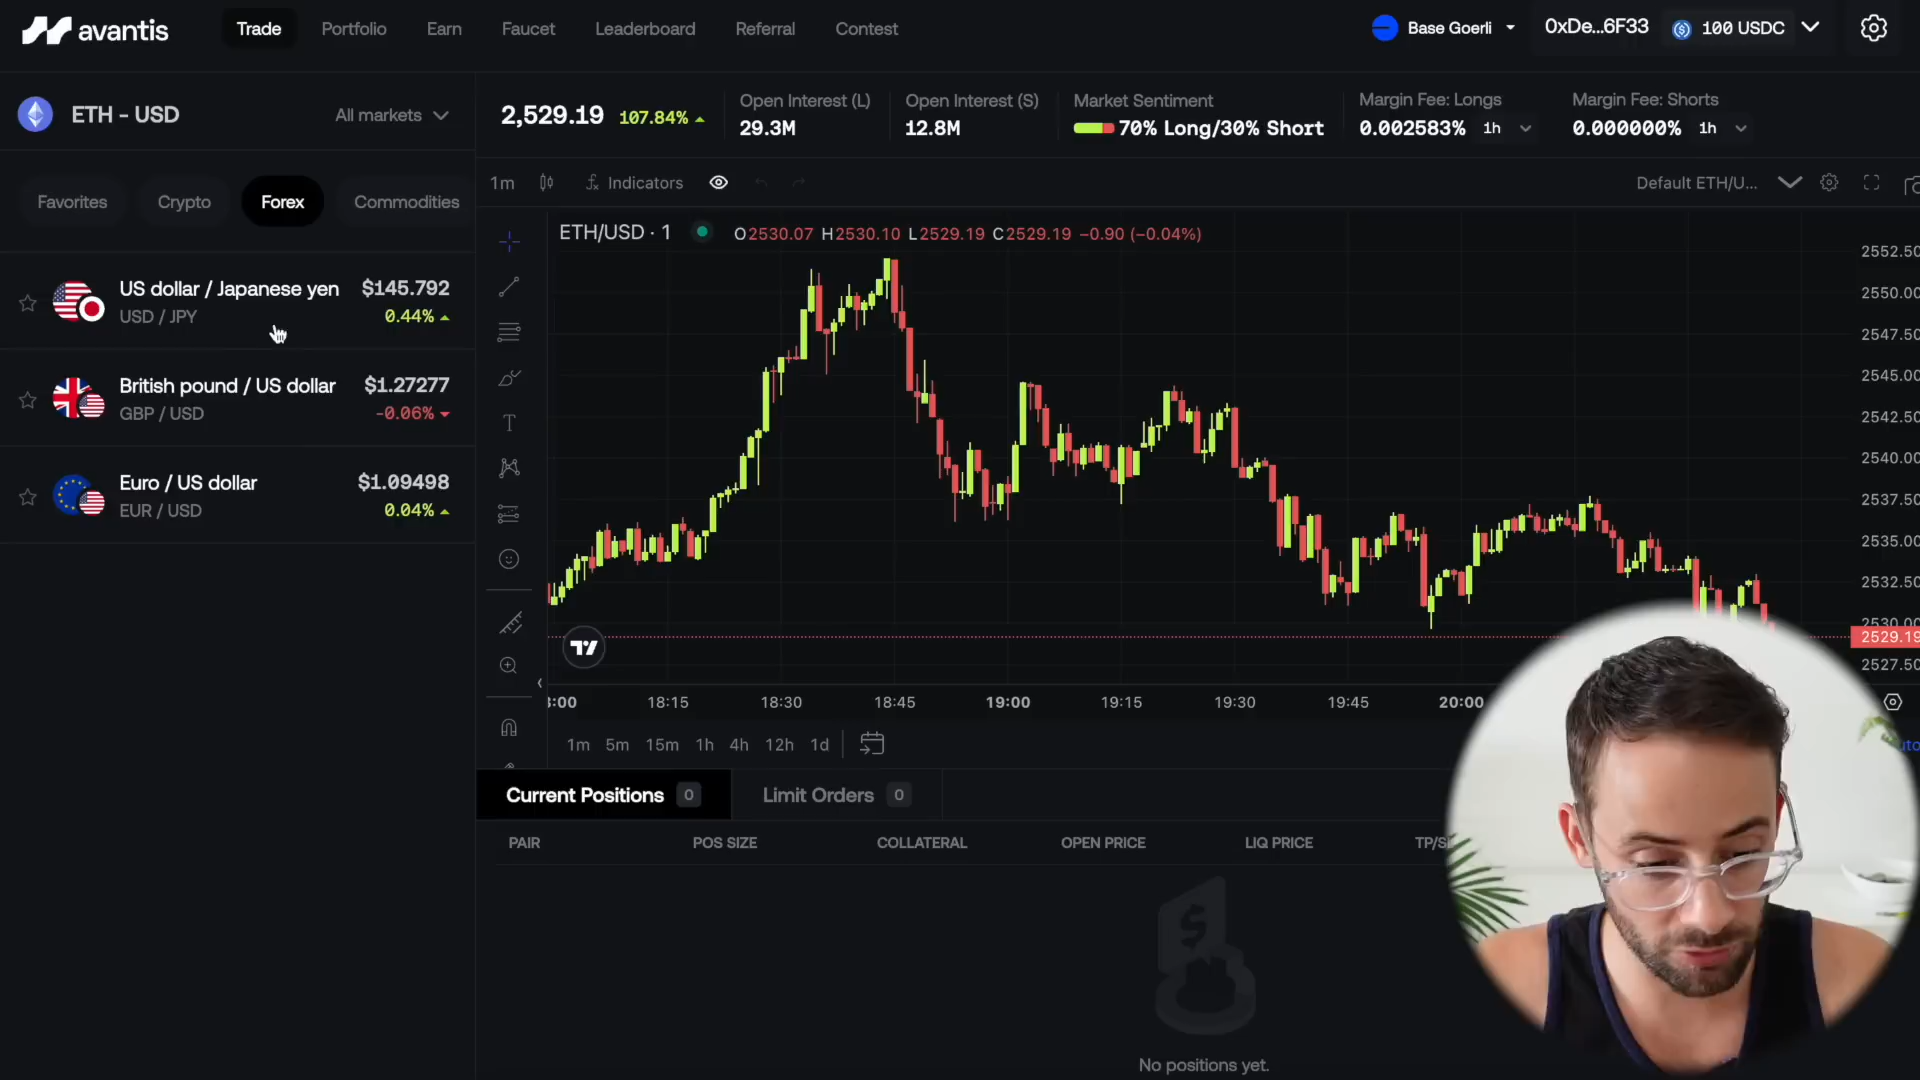 avantis
Trade
Portfolio
Earn
Faucet
Leaderboard
Referral
Contest
Base Goerli
0xDe...6F33
100 USDC
ETH - USD
All markets
2,529.19
107.84%
Open Interest (L)
29.3M
Open Interest (S)
12.8M
Market Sentiment
70% Long/30% Short
Margin Fee: Longs
0.002583% 1h
Margin Fee: Shorts
0.000000% 1h
Favorites
Crypto
Forex
Commodities
US dollar / Japanese yen
$145.792
USD / JPY
0.44%
British pound / US dollar
$1.27277
GBP / USD
-0.06%
Euro / US dollar
$1.09498
EUR / USD
0.04%
1m
Indicators
Default ETH/U...
ETH/USD · 1
O2530.07 H2530.10 L2529.19 C2529.19 −0.90 (−0.04%)
2552.50
2550.00
2547.50
2545.00
2542.50
2540.00
2537.50
2535.00
2532.50
2530.00
2529.19
2527.50
:00
18:15
18:30
18:45
19:00
19:15
19:30
19:45
20:00
1m
5m
15m
1h
4h
12h
1d
uto
Current Positions 0
Limit Orders 0
PAIR
POS SIZE
COLLATERAL
OPEN PRICE
LIQ PRICE
TP/S
No positions yet.